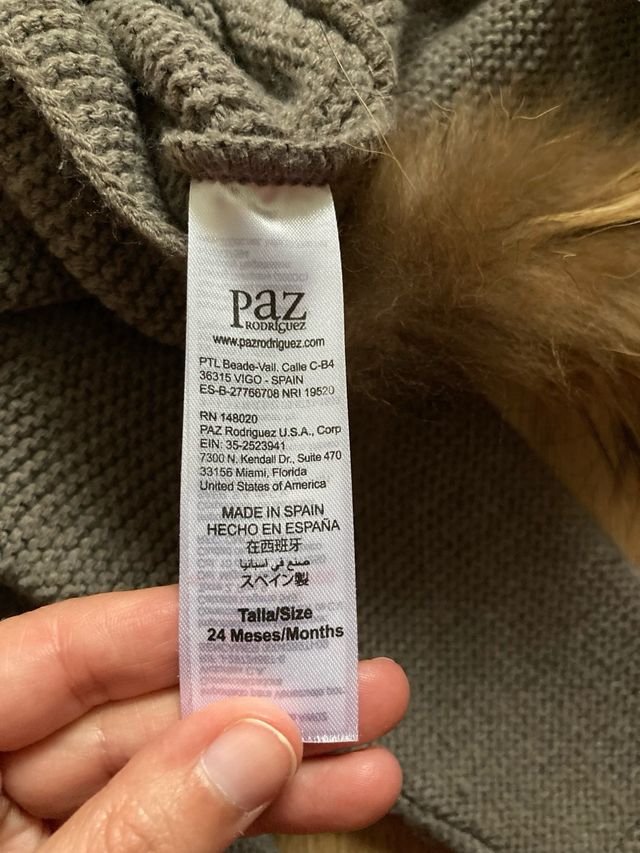 paz
RODRIGUEZ
www.pazrodriguez.com
PTL Beade-Vail, Calle C-B4
36315 VIGO - SPAIN
ES-B-27766708 NRI 19520
RN 148020
PAZ Rodriguez U.S.A., Corp
EIN: 35-2523941
7300 N. Kendall Dr., Suite 470
33156 Miami, Florida
United States of America
MADE IN SPAIN
HECHO EN ESPAÑA
在西班牙
صنع في اسبانيا
スペイン製
Talla/Size
24 Meses/Months